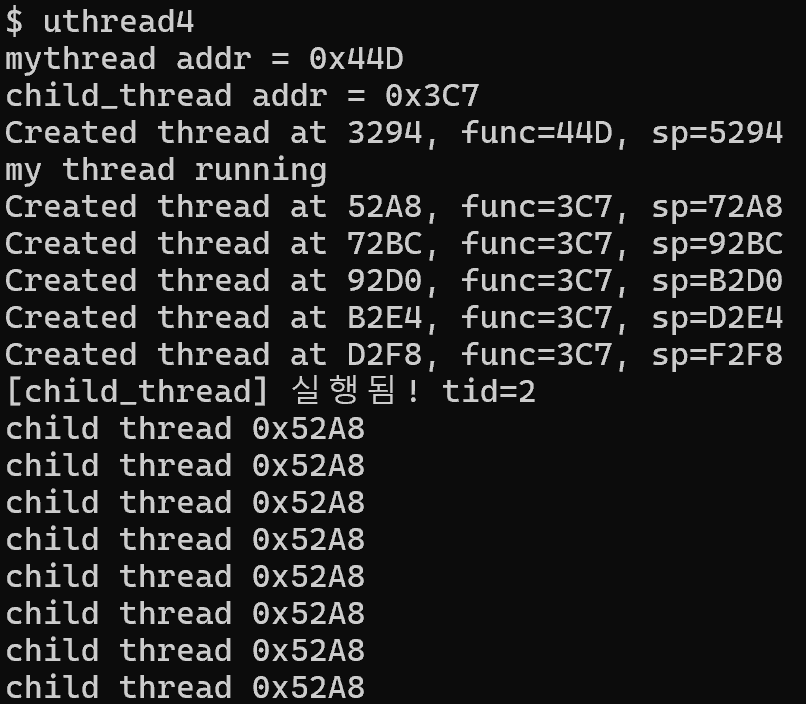 $ uthread4
mythread addr = 0x44D
child_thread addr = 0x3C7
Created thread at 3294, func=44D, sp=5294
my thread running
Created thread at 52A8, func=3C7, sp=72A8
Created thread at 72BC, func=3C7, sp=92BC
Created thread at 92D0, func=3C7, sp=B2D0
Created thread at B2E4, func=3C7, sp=D2E4
Created thread at D2F8, func=3C7, sp=F2F8
[child_thread] 실행됨! tid=2
child thread 0x52A8
child thread 0x52A8
child thread 0x52A8
child thread 0x52A8
child thread 0x52A8
child thread 0x52A8
child thread 0x52A8
child thread 0x52A8